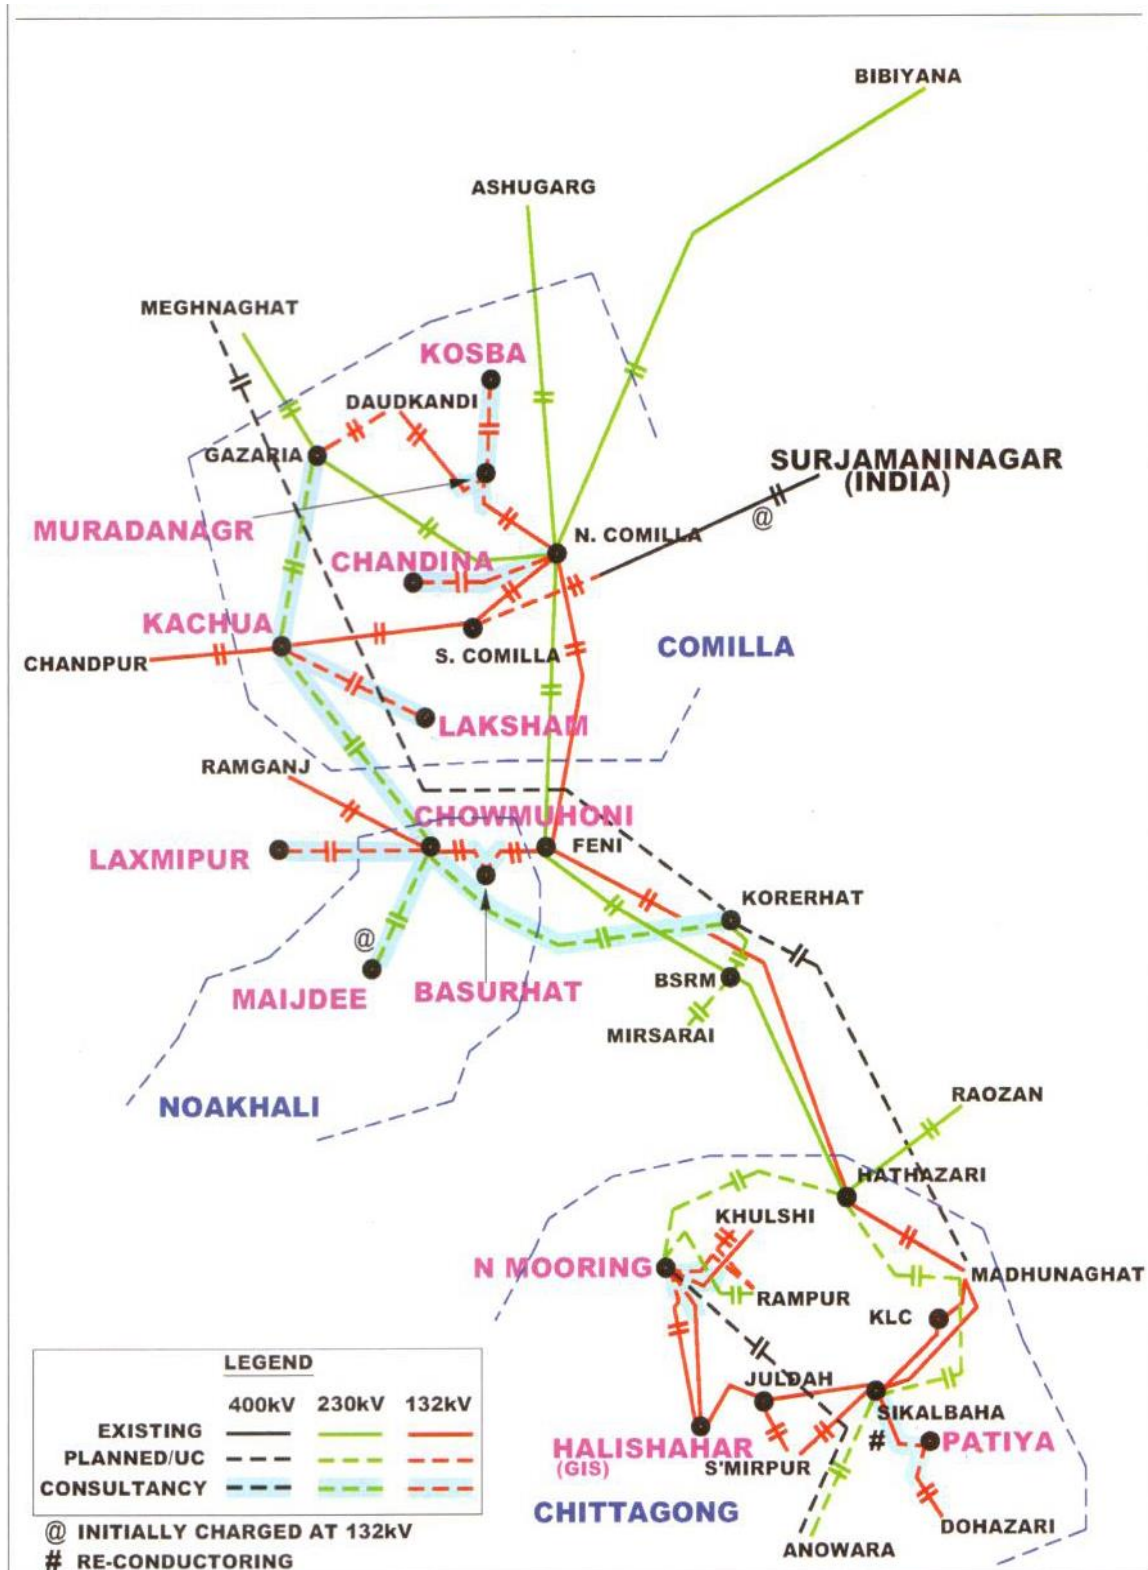 BIBIYANA
ASHUGARG
MEGHNAGHAT
KOSBA
DAUDKANDI
GAZARIA
SURJAMANINAGAR
(INDIA)
@
MURADANAGR
N. COMILLA
CHANDINA
KACHUA
CHANDPUR
S. COMILLA
COMILLA
LAKSHAM
RAMGANJ
CHOWMUHONI
LAXMIPUR
FENI
KORERHAT
@
MAIJDEE
BASURHAT
BSRM
MIRSARAI
NOAKHALI
RAOZAN
HATHAZARI
KHULSHI
N MOORING
MADHUNAGHAT
RAMPUR
KLC
JULDAH
SIKALBAHA
# PATIYA
HALISHAHAR
(GIS)
S'MIRPUR
CHITTAGONG
DOHAZARI
ANOWARA
LEGEND
400kV 230kV 132kV
EXISTING
PLANNED/UC
CONSULTANCY
@ INITIALLY CHARGED AT 132kV
# RE-CONDUCTORING